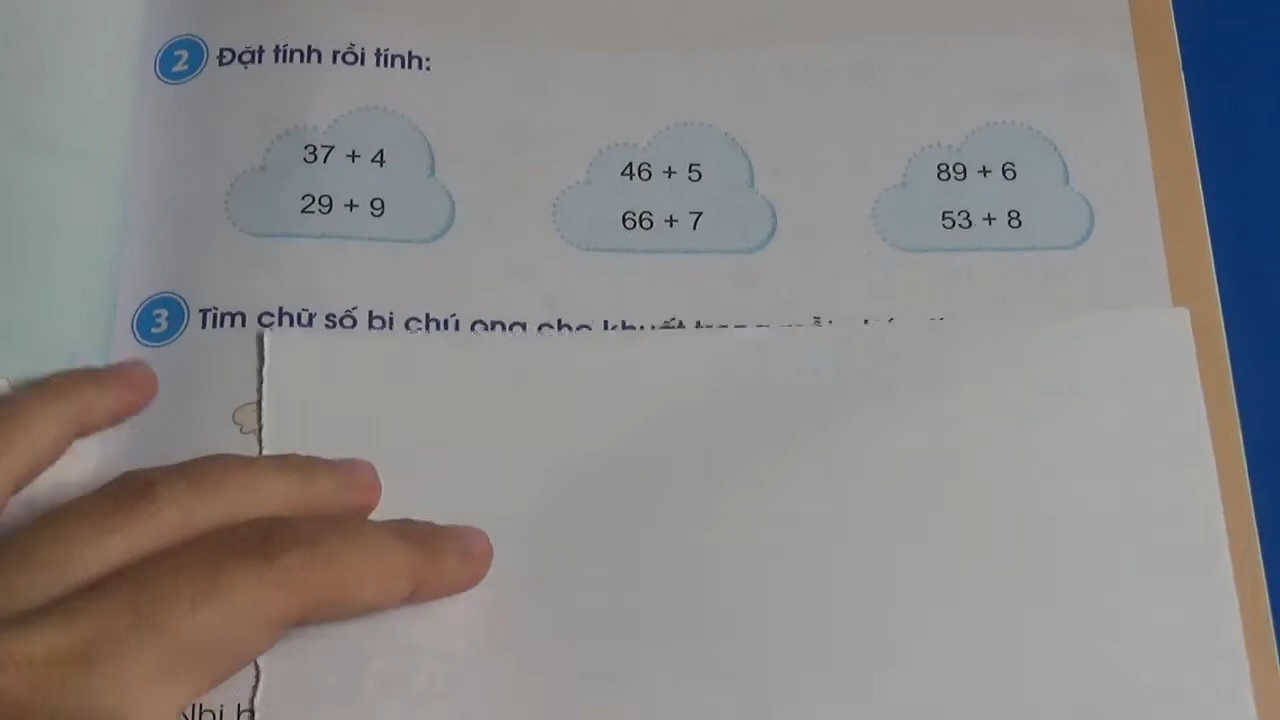 2 Đặt tính rồi tính:
37 + 4
29 + 9
46 + 5
66 + 7
89 + 6
53 + 8
3 Tìm chữ số bị chú ong che khuất